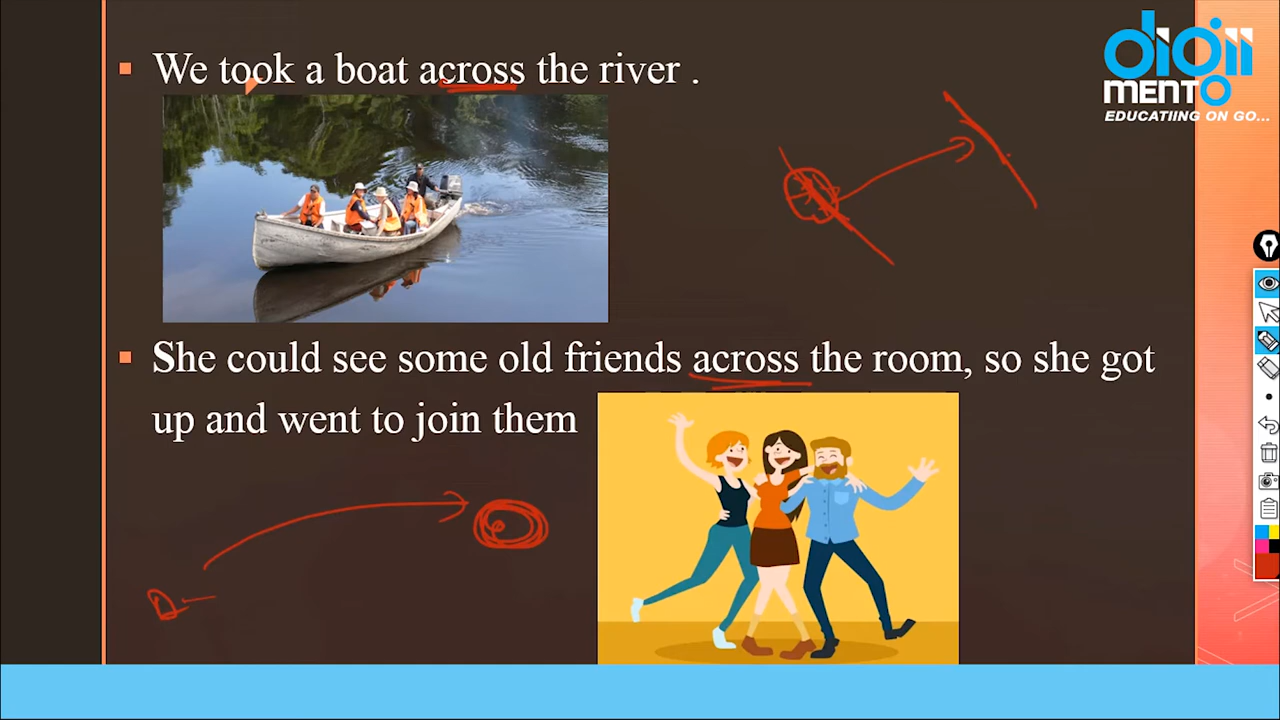 We took a boat across the river .
She could see some old friends across the room, so she got
up and went to join them
diGii
MENTO
EDUCATIING ON GO...